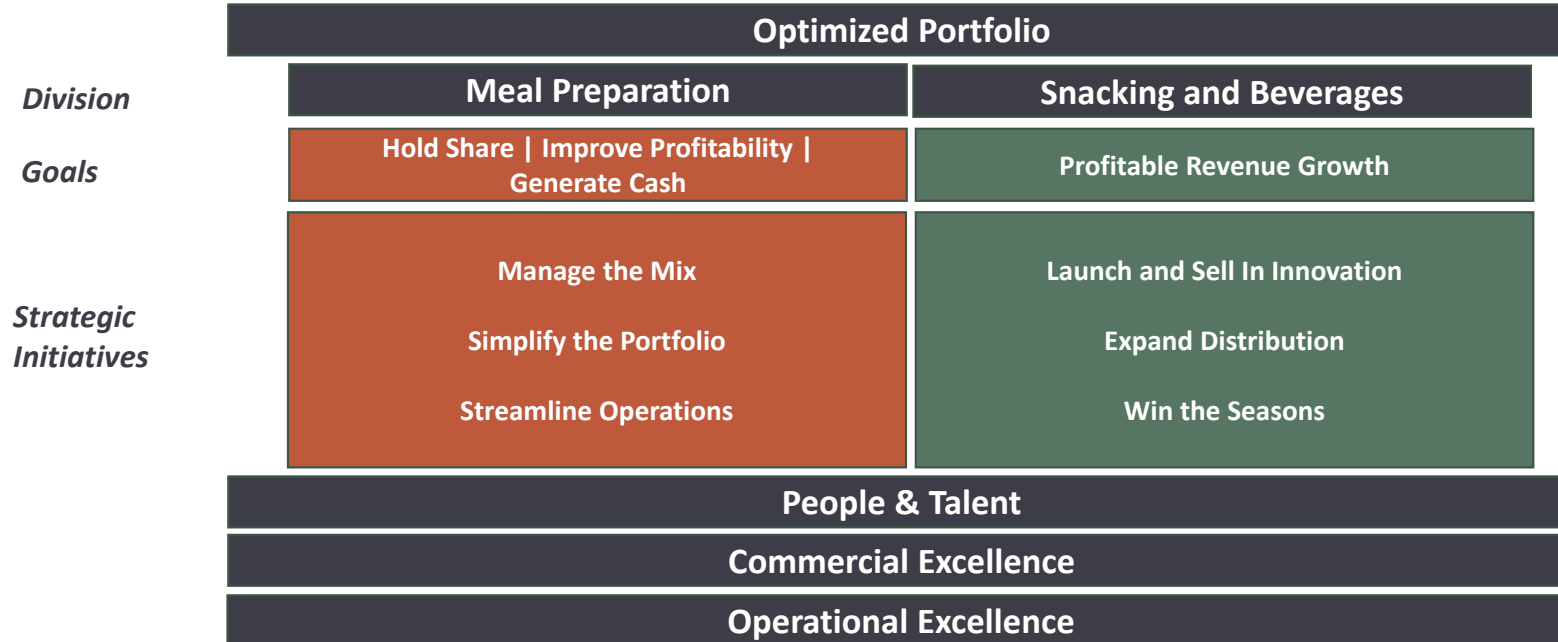 Optimized Portfolio
Division
Meal Preparation
Snacking and Beverages
Goals
Hold Share | Improve Profitability |
Generate Cash
Profitable Revenue Growth
Strategic
Initiatives
Manage the Mix
Simplify the Portfolio
Streamline Operations
Launch and Sell In Innovation
Expand Distribution
Win the Seasons
People & Talent
Commercial Excellence
Operational Excellence